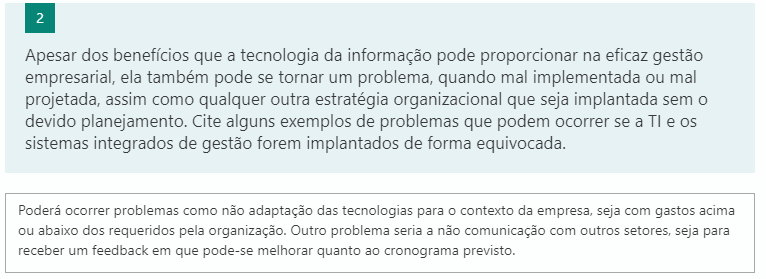 2
Apesar dos benefícios que a tecnologia da informação pode proporcionar na eficaz gestão
empresarial, ela também pode se tornar um problema, quando mal implementada ou mal
projetada, assim como qualquer outra estratégia organizacional que seja implantada sem o
devido planejamento. Cite alguns exemplos de problemas que podem ocorrer se a TI e os
sistemas integrados de gestão forem implantados de forma equivocada.
Poderá ocorrer problemas como não adaptação das tecnologias para o contexto da empresa, seja com gastos acima
ou abaixo dos requeridos pela organização. Outro problema seria a não comunicação com outros setores, seja para
receber um feedback em que pode-se melhorar quanto ao cronograma previsto.